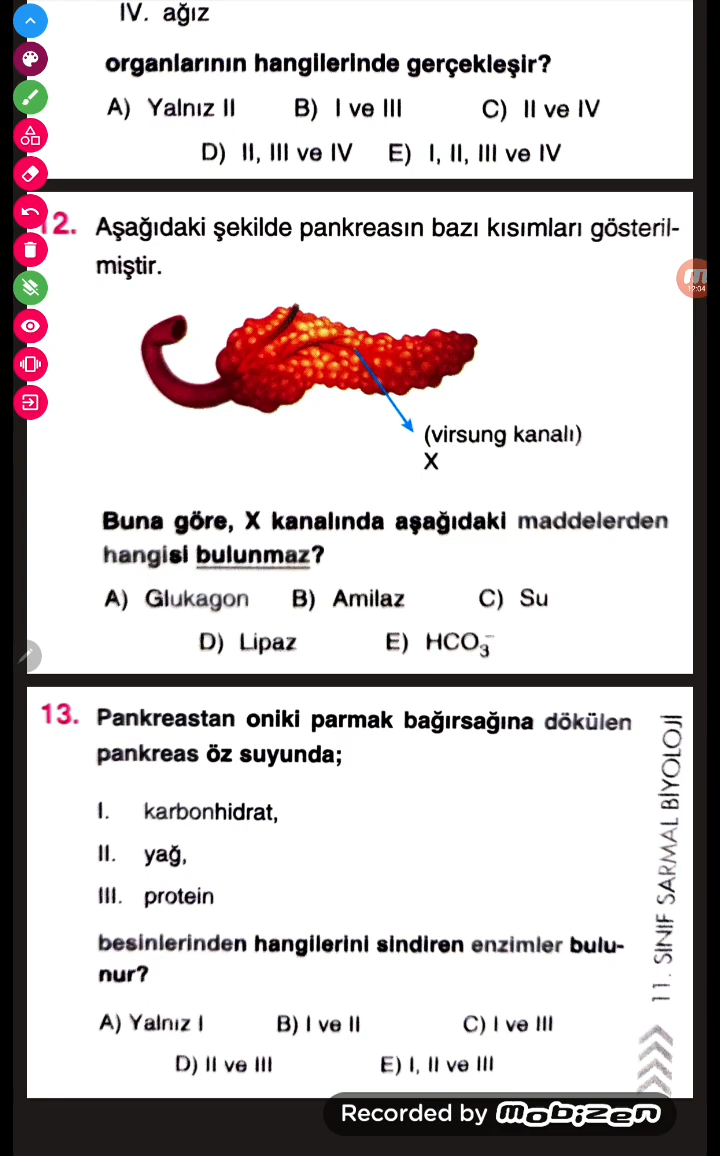 IV. ağız
organlarının hangilerinde gerçekleşir?
A) Yalnız II B) I ve III C) II ve IV
D) II, III ve IV E) I, II, III ve IV
12. Aşağıdaki şekilde pankreasın bazı kısımları gösteril-
miştir.
12:04
(virsung kanalı)
X
Buna göre, X kanalında aşağıdaki maddelerden
hangisi bulunmaz?
A) Glukagon B) Amilaz C) Su
D) Lipaz E) HCO₃⁻
13. Pankreastan oniki parmak bağırsağına dökülen
pankreas öz suyunda;
I. karbonhidrat,
II. yağ,
III. protein
besinlerinden hangilerini sindiren enzimler bulu-
nur?
A) Yalnız I B) I ve II C) I ve III
D) II ve III E) I, II ve III
11. SINIF SARMAL BİYOLOJİ
Recorded by Mobizen